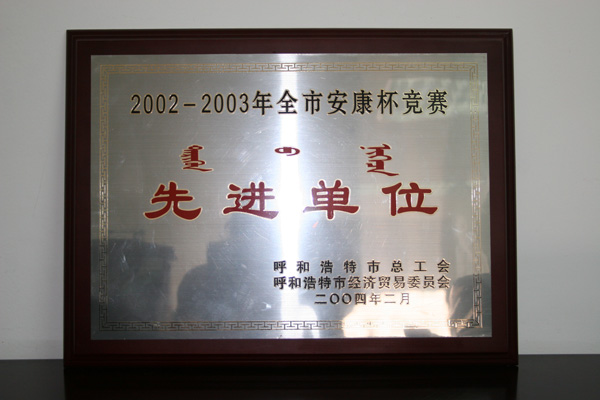 2002-2003年全市安康杯竞赛
先进单位
呼和浩特市总工会
呼和浩特市经济贸易委员会
二〇〇四年二月